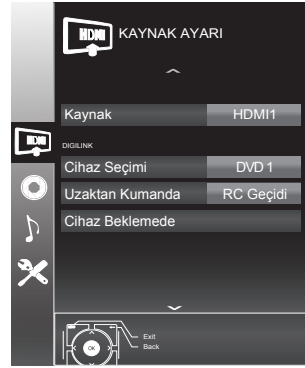 HDMI
KAYNAK AYARI
Kaynak HDMI1
HDMI
DIGILINK
Cihaz Seçimi DVD 1
Uzaktan Kumanda RC Geçidi
Cihaz Beklemede
Exit
Back
OK